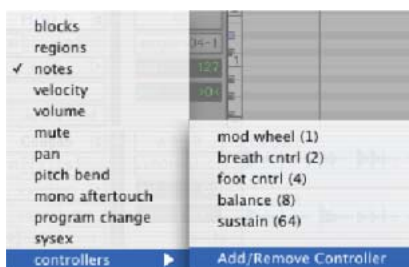 blocks
regions
✓ notes
velocity
volume
mute
pan
pitch bend
mono aftertouch
program change
sysex
controllers
mod wheel (1)
breath cntrl (2)
foot cntrl (4)
balance (8)
sustain (64)
Add/Remove Controller
127